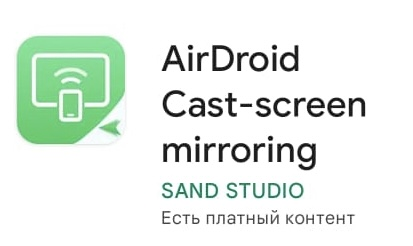 AirDroid
Cast-screen
mirroring
SAND STUDIO
Есть платный контент